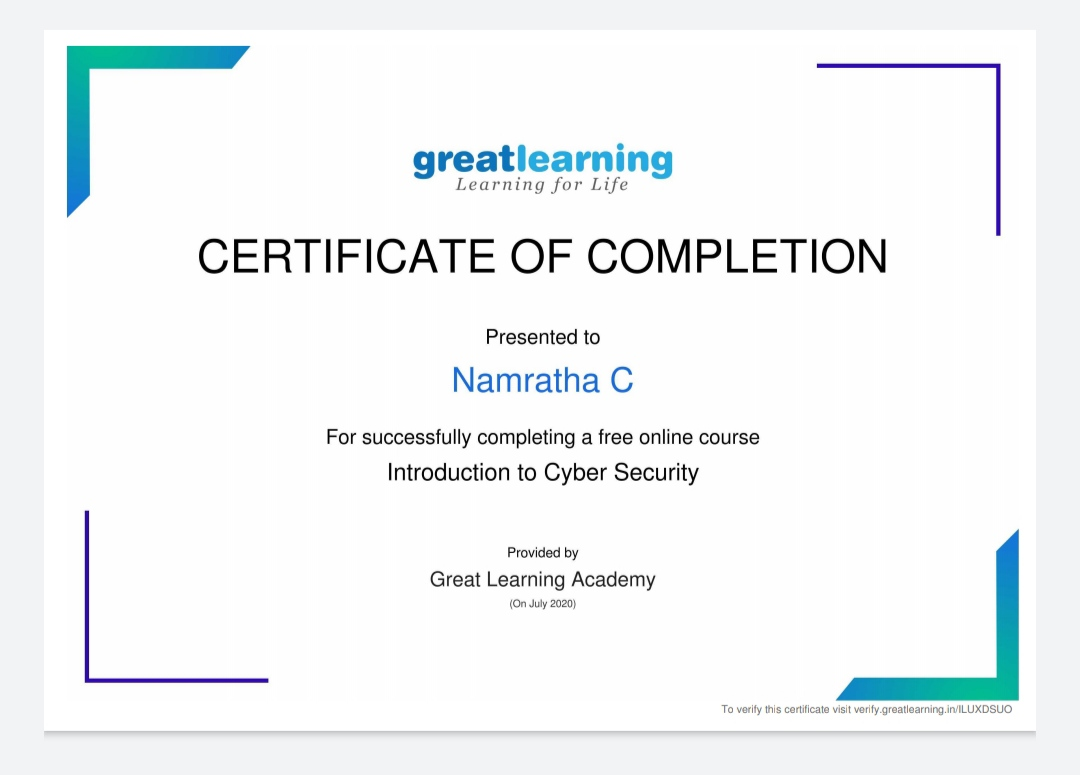 greatlearning
Learning for Life
CERTIFICATE OF COMPLETION
Presented to
Namratha C
For successfully completing a free online course
Introduction to Cyber Security
Provided by
Great Learning Academy
(On July 2020)
To verify this certificate visit verify.greatlearning.in/ILUXDSUO